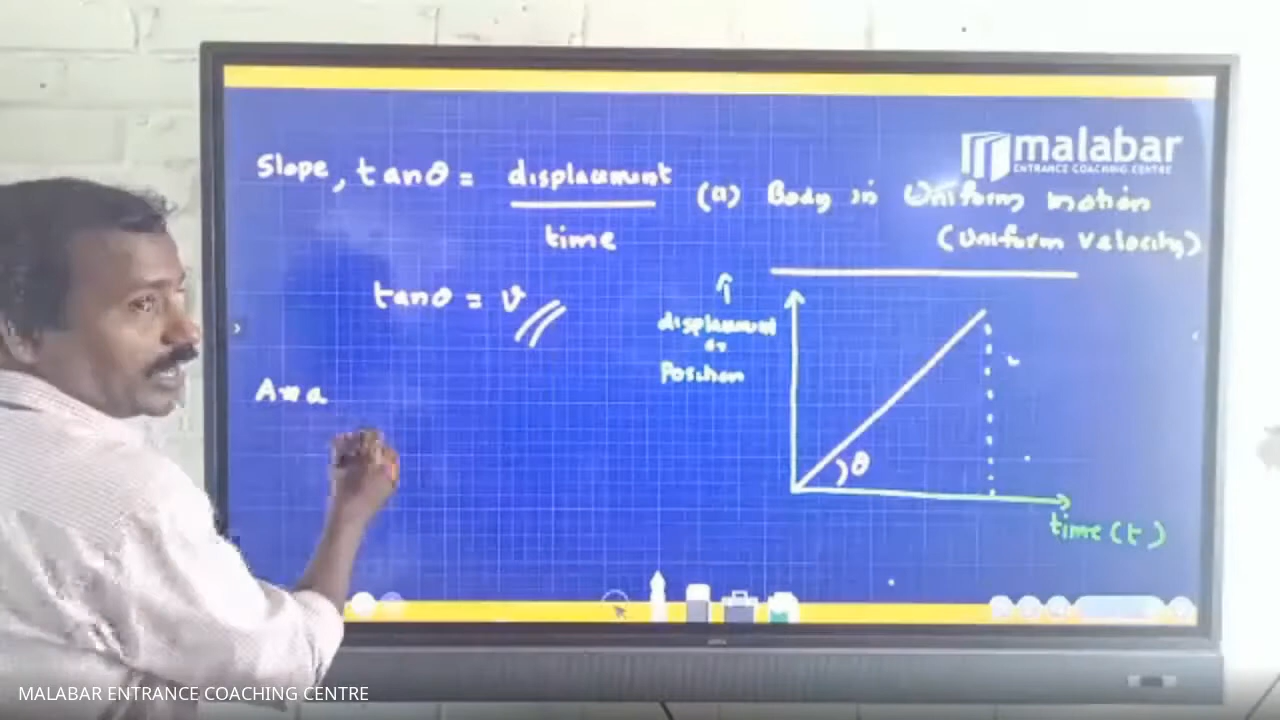 malabar
ENTRANCE COACHING CENTRE
Slope, tanθ = displacement
time
(a) Body in Uniform motion
(Uniform velocity)
tanθ = v
displacement
or
Position
Area
θ
time (t)
MALABAR ENTRANCE COACHING CENTRE